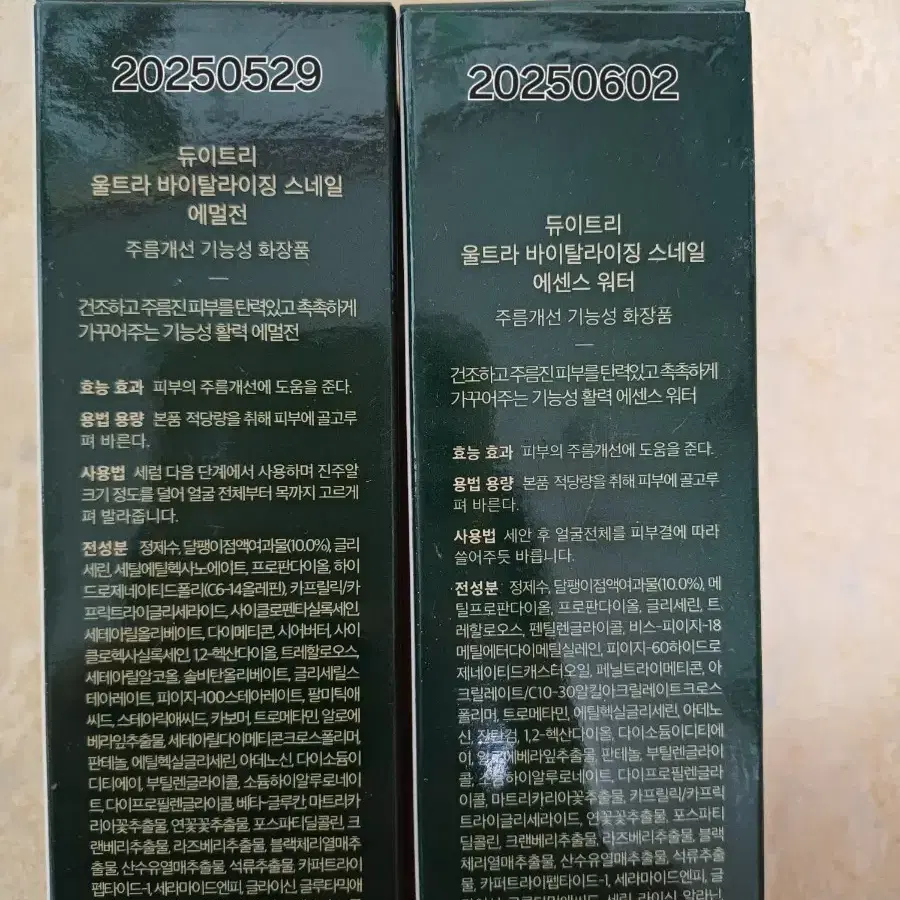 20250529
듀이트리
울트라 바이탈라이징 스네일
에멀전
주름개선 기능성 화장품
건조하고 주름진 피부를 탄력있고 촉촉하게
가꾸어주는 기능성 활력 에멀전
효능 효과 피부의 주름개선에 도움을 준다.
용법 용량 본품 적당량을 취해 피부에 골고루
펴 바른다.
사용법 세럼 다음 단계에서 사용하며 진주알
크기 정도를 덜어 얼굴 전체부터 목까지 고르게
펴 발라줍니다.
전성분 정제수, 달팽이점액여과물(10.0%), 글리
세린, 세틸에틸헥사노에이트, 프로판다이올, 하이
드로제네이티드폴리(C6-14올레핀), 카프릴릭/카
프릭트라이글리세라이드, 사이클로펜타실록세인,
세테아릴올리베이트, 다이메티콘, 시어버터, 사이
클로헥사실록세인, 1,2-헥산다이올, 트레할로오스,
세테아릴알코올, 솔비탄올리베이트, 글리세릴스
테아레이트, 피이지-100스테아레이트, 팔미틱애
씨드, 스테아릭애씨드, 카보머, 트로메타민, 알로에
베라잎추출물, 세테아릴다이메티콘크로스폴리머,
판테놀, 에틸헥실글리세린, 아데노신, 다이소듐이
디티에이, 부틸렌글라이콜, 소듐하이알루로네이
트, 다이프로필렌글라이콜 베타-글루칸, 마트리카
리아꽃추출물, 연꽃꽃추출물, 포스파티딜콜린, 크
랜베리추출물, 라즈베리추출물, 블랙체리열매추
출물, 산수유열매추출물, 석류추출물, 카퍼트라이
펩타이드-1, 세라마이드엔피, 글라이신, 글루타믹애
20250602
듀이트리
울트라 바이탈라이징 스네일
에센스 워터
주름개선 기능성 화장품
건조하고 주름진 피부를 탄력있고 촉촉하게
가꾸어주는 기능성 활력 에센스 워터
효능 효과 피부의 주름개선에 도움을 준다.
용법 용량 본품 적당량을 취해 피부에 골고루
펴 바른다.
사용법 세안 후 얼굴전체를 피부결에 따라
쓸어주듯 바릅니다.
전성분 정제수, 달팽이점액여과물(10.0%), 메
틸프로판다이올, 프로판다이올, 글리세린, 트
레할로오스, 펜틸렌글라이콜, 비스-피이지-18
메틸에터다이메틸실레인, 피이지-60하이드로
제네이티드캐스터오일, 페닐트라이메티콘, 아
크릴레이트/C10-30알킬아크릴레이트크로스
폴리머, 트로메타민, 에틸헥실글리세린, 아데노
신, 잔탄검, 1,2-헥산다이올, 다이소듐이디티에
이, 알로에베라잎추출물, 판테놀, 부틸렌글라이
콜, 소듐하이알루로네이트, 다이프로필렌글라
이콜, 마트리카리아꽃추출물, 카프릴릭/카프릭
트라이글리세라이드, 연꽃꽃추출물, 포스파티
딜콜린, 크랜베리추출물, 라즈베리추출물, 블랙
체리열매추출물, 산수유열매추출물, 석류추출
물, 카퍼트라이펩타이드-1, 세라마이드엔피, 글